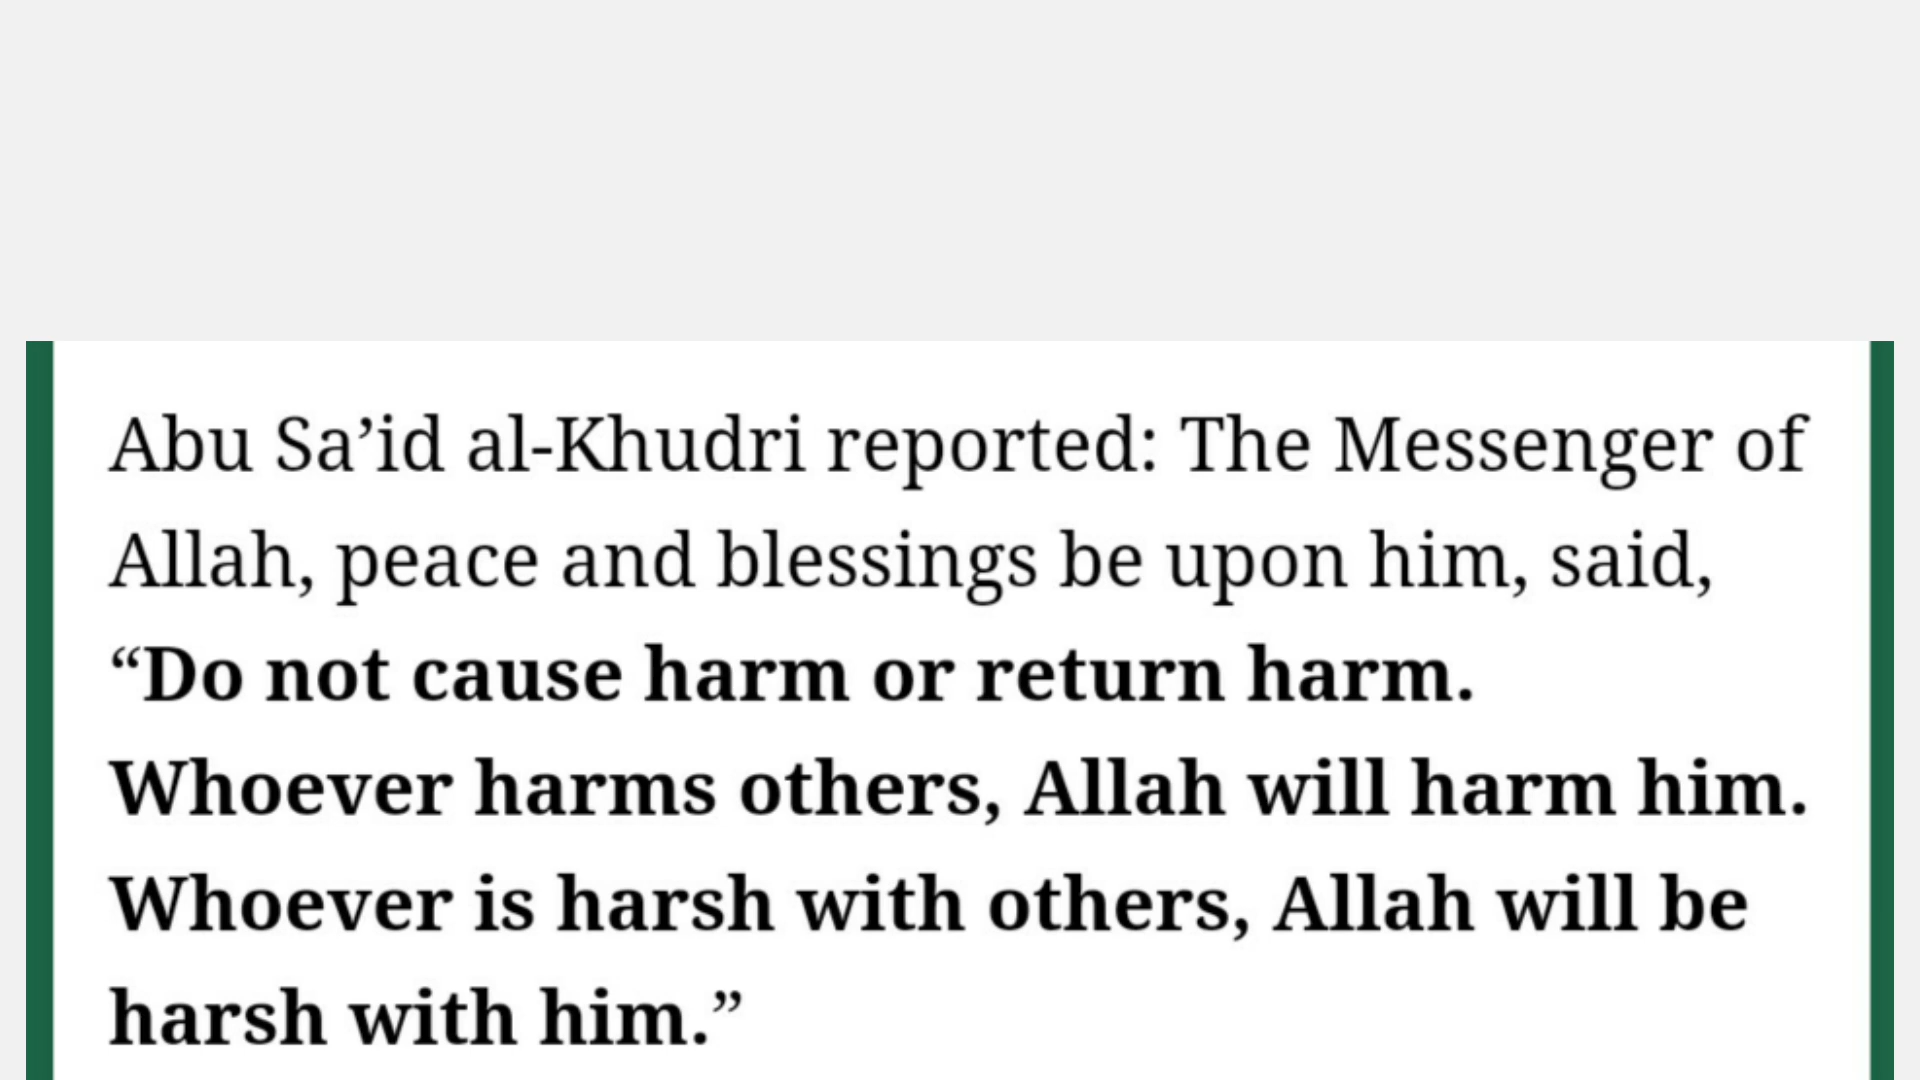 Abu Sa’id al-Khudri reported: The Messenger of
Allah, peace and blessings be upon him, said,
“Do not cause harm or return harm.
Whoever harms others, Allah will harm him.
Whoever is harsh with others, Allah will be
harsh with him.”